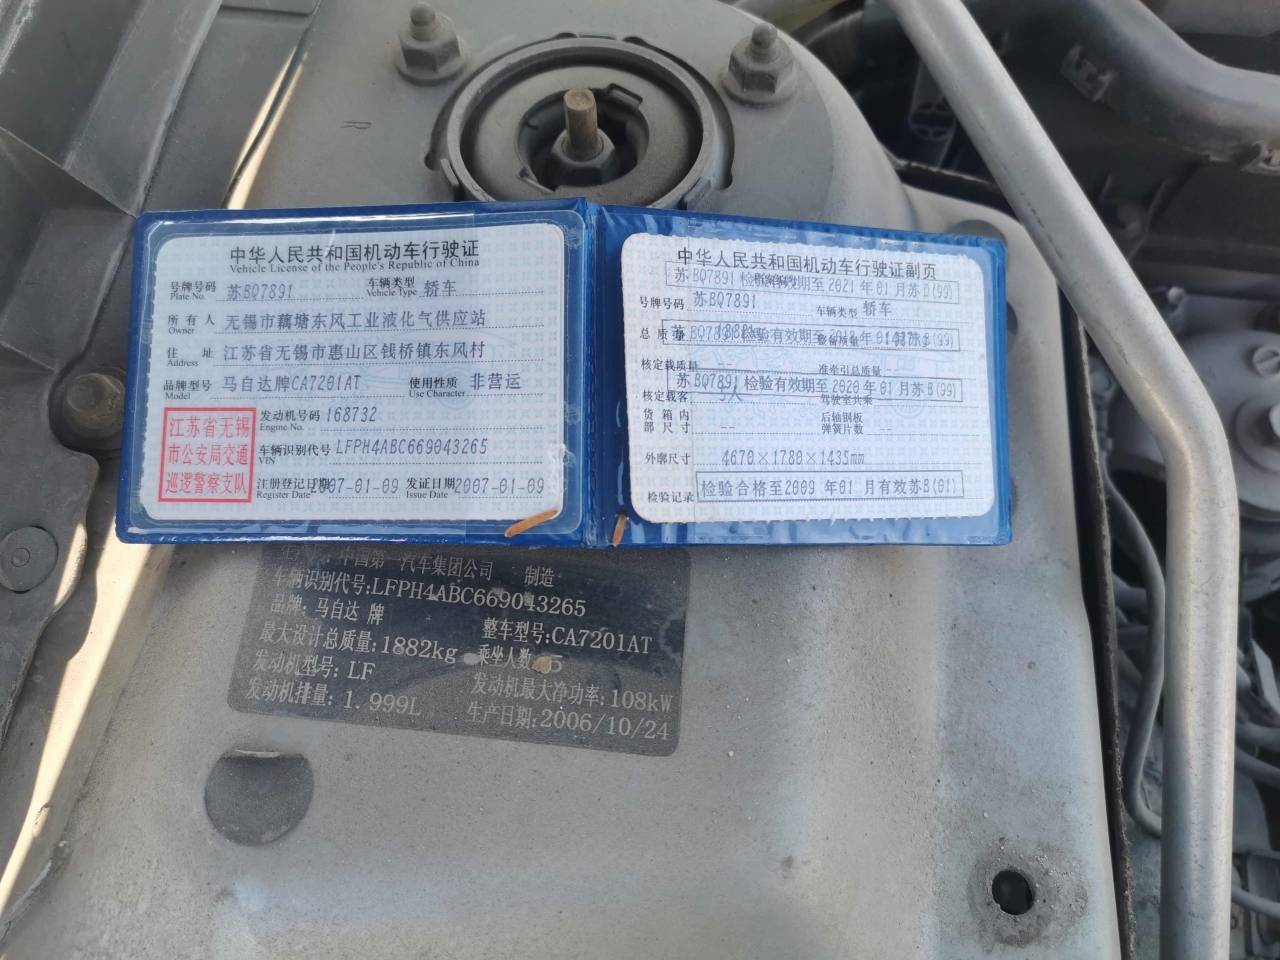 中华人民共和国机动车行驶证
Vehicle License of the People's Republic of China
号牌号码 苏BQ7891 车辆类型 轿车
Plate No. Vehicle Type
所有人 无锡市藕塘东风工业液化气供应站
Owner
住址 江苏省无锡市惠山区钱桥镇东风村
Address
品牌型号 马自达牌CA7201AT 使用性质 非营运
Model Use Character
江苏省无锡
市公安局交通
巡逻警察支队
发动机号码 168732
Engine No.
车辆识别代号 LFPH4ABC669043265
VIN
注册登记日期 2007-01-09 发证日期 2007-01-09
Register Date Issue Date
中华人民共和国机动车行驶证副页
苏BQ7891 检验有效期至2021年01月苏D(99)
号牌号码 苏BQ7891 车辆类型 轿车
总质量
核定载质量 -- 准牵引总质量 --
苏BQ7891 检验有效期至2020年01月苏B(99)
核定载客 5人 驾驶室共乘
货箱内部尺寸 -- 后轴钢板弹簧片数 --
外廓尺寸 4670×1780×1435mm
检验记录 检验合格至2009年01月有效苏B(01)
中国第一汽车集团公司 制造
车辆识别代号:LFPH4ABC669043265
品牌:马自达 牌 整车型号:CA7201AT
最大设计总质量:1882kg 乘坐人数 5
发动机型号:LF 发动机最大净功率:108kW
发动机排量:1.999L 生产日期:2006/10/24